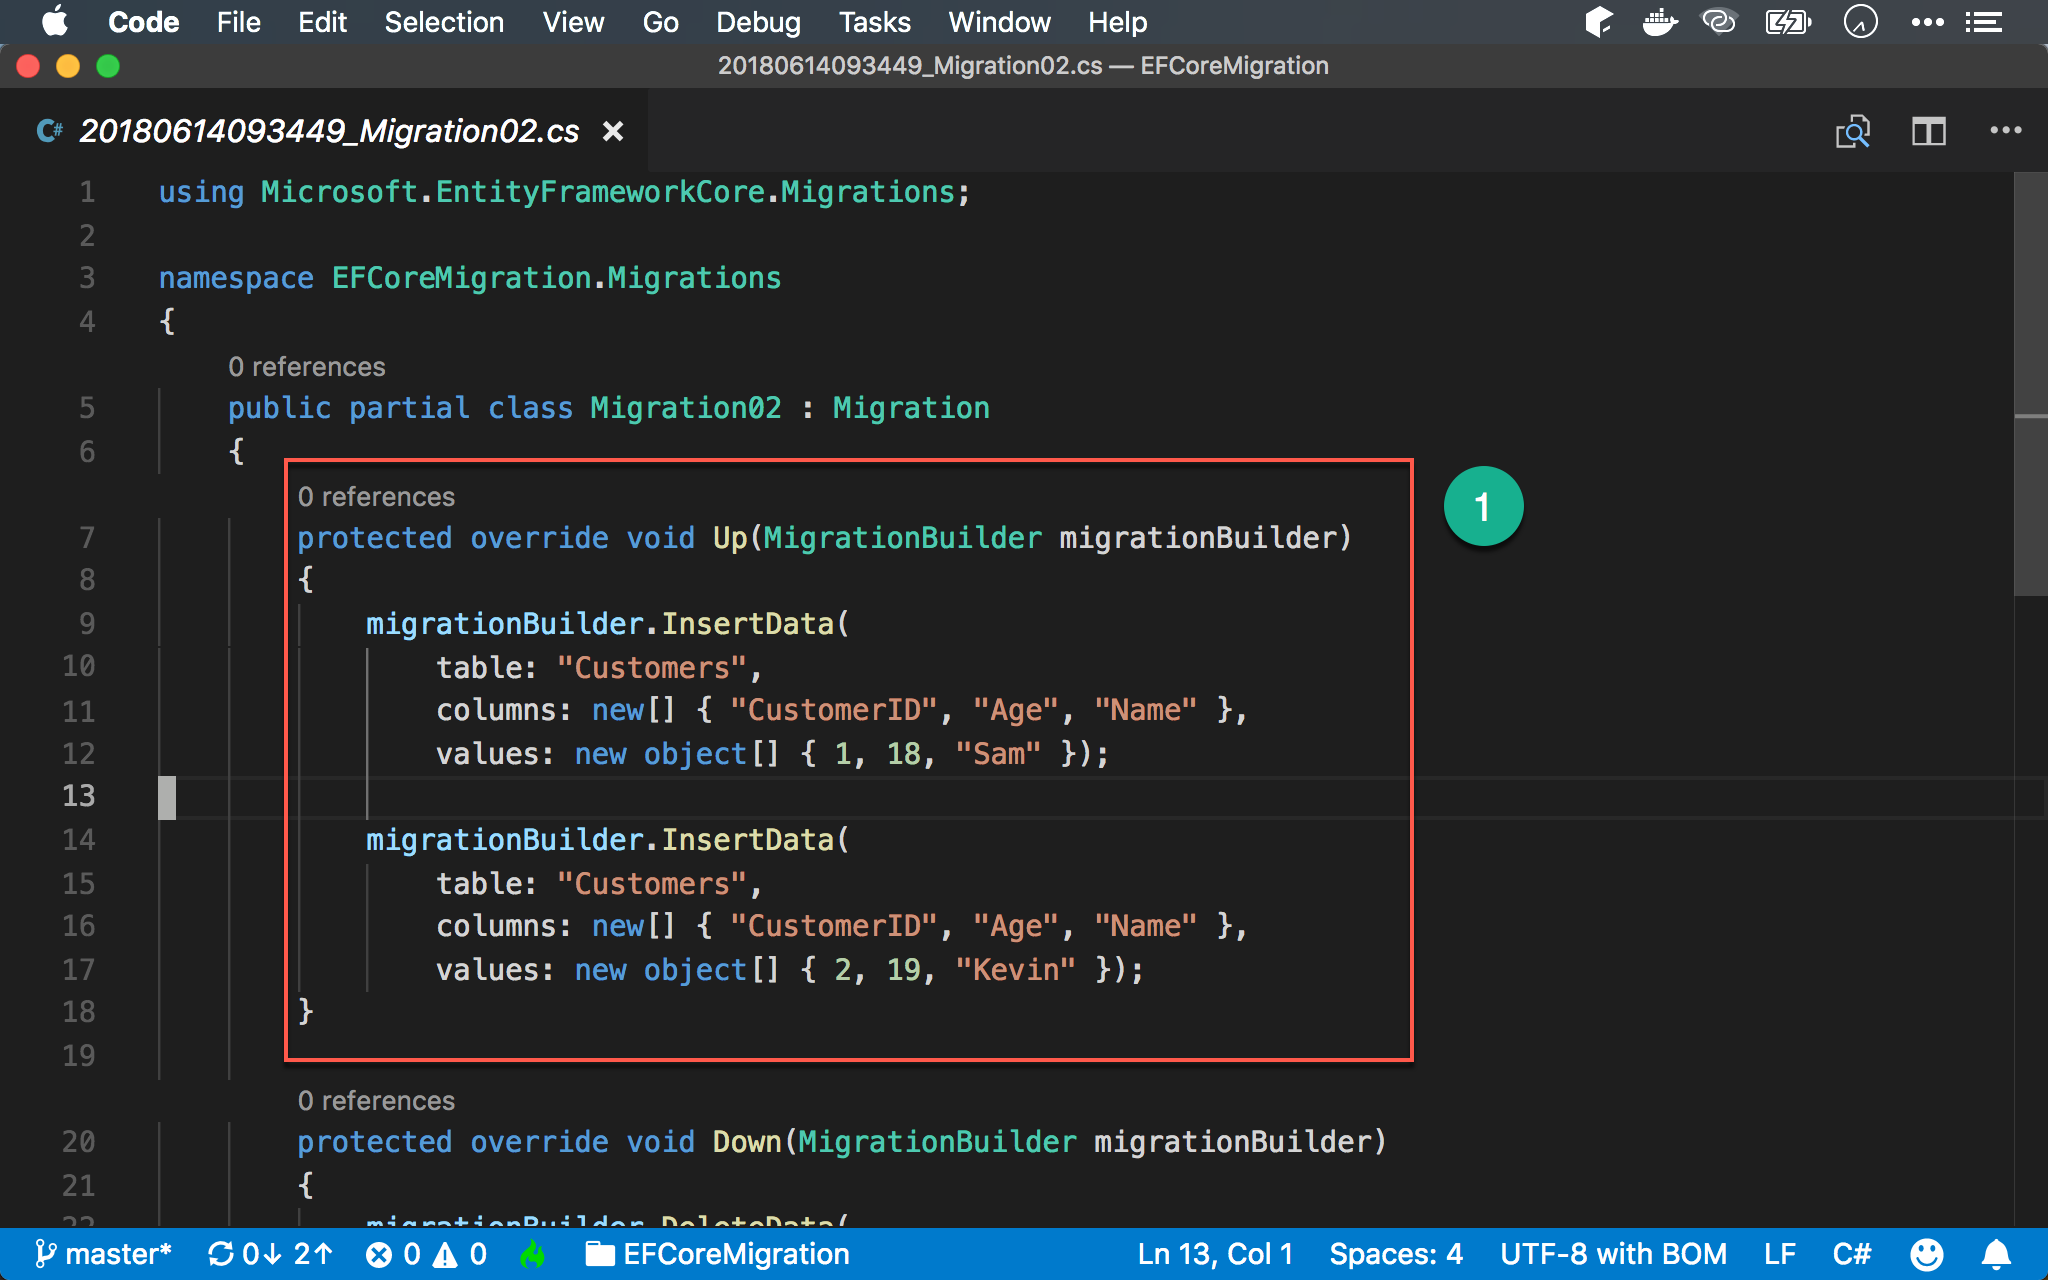 Code File Edit Selection View Go Debug Tasks Window Help
20180614093449_Migration02.cs — EFCoreMigration
C# 20180614093449_Migration02.cs
1 using Microsoft.EntityFrameworkCore.Migrations;
2
3 namespace EFCoreMigration.Migrations
4 {
0 references
5 public partial class Migration02 : Migration
6 {
0 references
7 protected override void Up(MigrationBuilder migrationBuilder)
1
8 {
9 migrationBuilder.InsertData(
10 table: "Customers",
11 columns: new[] { "CustomerID", "Age", "Name" },
12 values: new object[] { 1, 18, "Sam" });
13
14 migrationBuilder.InsertData(
15 table: "Customers",
16 columns: new[] { "CustomerID", "Age", "Name" },
17 values: new object[] { 2, 19, "Kevin" });
18 }
19
0 references
20 protected override void Down(MigrationBuilder migrationBuilder)
21 {
22 migrationBuilder.DeleteData(
master* 0↓ 2↑ 0 0 EFCoreMigration Ln 13, Col 1 Spaces: 4 UTF-8 with BOM LF C#